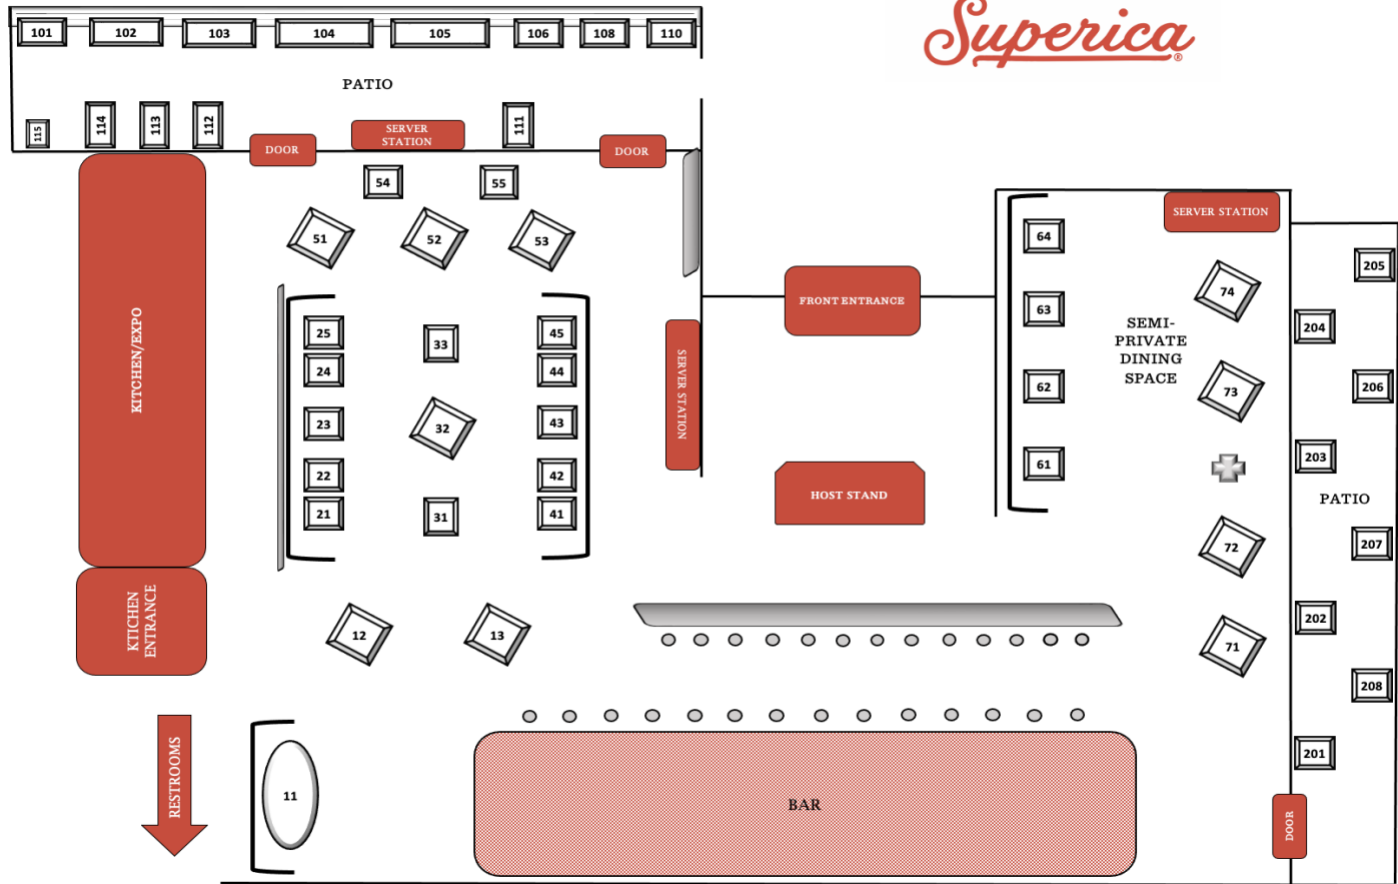 Superica®
101
102
103
104
105
106
108
110
PATIO
115
114
113
112
111
SERVER
STATION
DOOR
DOOR
54
55
51
52
53
KITCHEN/EXPO
25
24
23
22
21
33
32
31
45
44
43
42
41
SERVER STATION
FRONT ENTRANCE
HOST STAND
SERVER STATION
64
63
62
61
SEMI-
PRIVATE
DINING
SPACE
74
73
72
71
205
204
206
203
PATIO
207
202
208
201
DOOR
KTICHEN
ENTRANCE
12
13
RESTROOMS
11
BAR